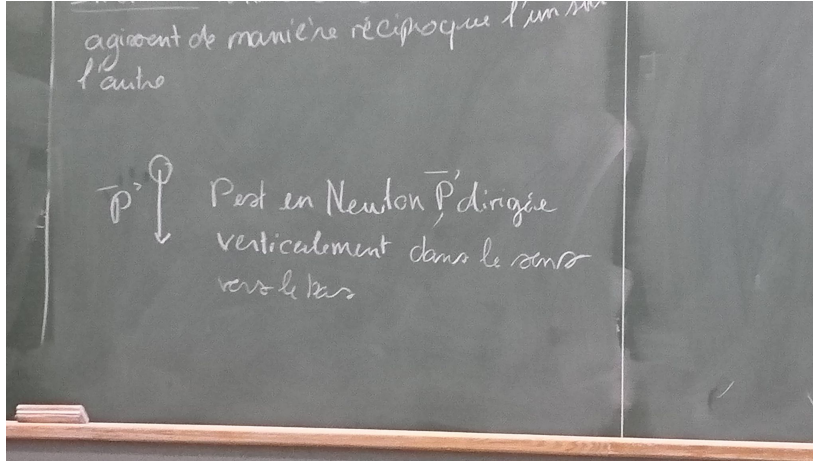 agissent de manière réciproque l'un sur
l'autre
P P est en Newton P dirigée
verticalement dans le sens
vers le bas